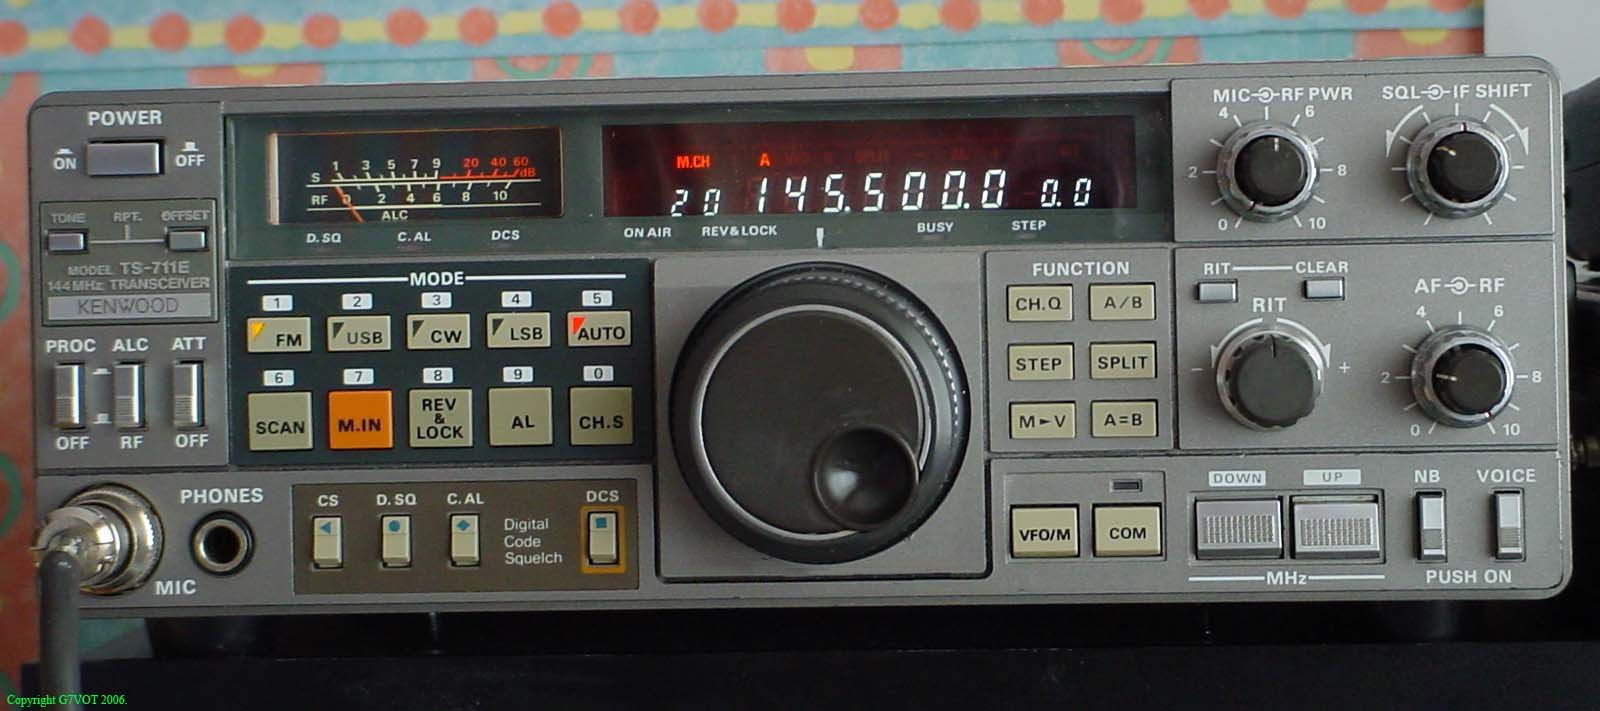 POWER
ON
OFF
TONE RPT. OFFSET
MODEL TS-711E
144MHz TRANSCEIVER
KENWOOD
PROC ALC ATT
OFF RF OFF
S 1 3 5 7 9 20 40 60 dB
RF 0 2 4 6 8 10
ALC
D.SQ C.AL DCS
M.CH A
20 145.500.0 0.0
ON AIR REV&LOCK BUSY STEP
MODE
1 2 3 4 5
FM USB CW LSB AUTO
6 7 8 9 0
SCAN M.IN REV & LOCK AL CH.S
PHONES
MIC
CS D.SQ C.AL DCS
Digital
Code
Squelch
FUNCTION
CH.Q A/B
STEP SPLIT
M►V A=B
VFO/M COM
MIC RF PWR
0 2 4 6 8 10
SQL IF SHIFT
RIT CLEAR
RIT
- +
AF RF
0 2 4 6 8 10
DOWN UP
MHz
NB VOICE
PUSH ON
Copyright G7VOT 2006.